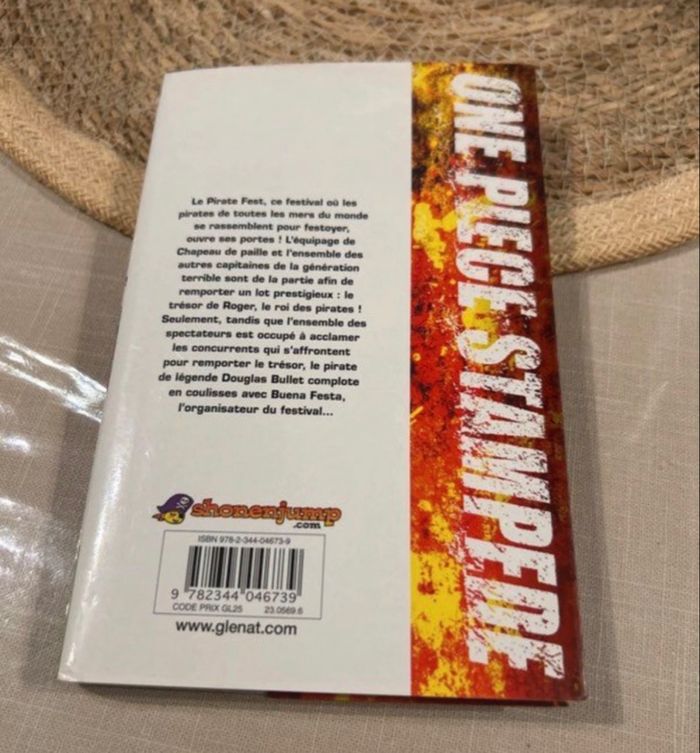 Le Pirate Fest, ce festival où les
pirates de toutes les mers du monde
se rassemblent pour festoyer,
ouvre ses portes ! L'équipage de
Chapeau de paille et l'ensemble des
autres capitaines de la génération
terrible sont de la partie afin de
remporter un lot prestigieux : le
trésor de Roger, le roi des pirates !
Seulement, tandis que l'ensemble des
spectateurs est occupé à acclamer
les concurrents qui s'affrontent
pour remporter le trésor, le pirate
de légende Douglas Bullet complote
en coulisses avec Buena Festa,
l'organisateur du festival...
shonenjump
.com
ISBN 978-2-344-04673-9
9 782344 046739
CODE PRIX GL25 23.0569.6
www.glenat.com
ONE PIECE STAMPEDE